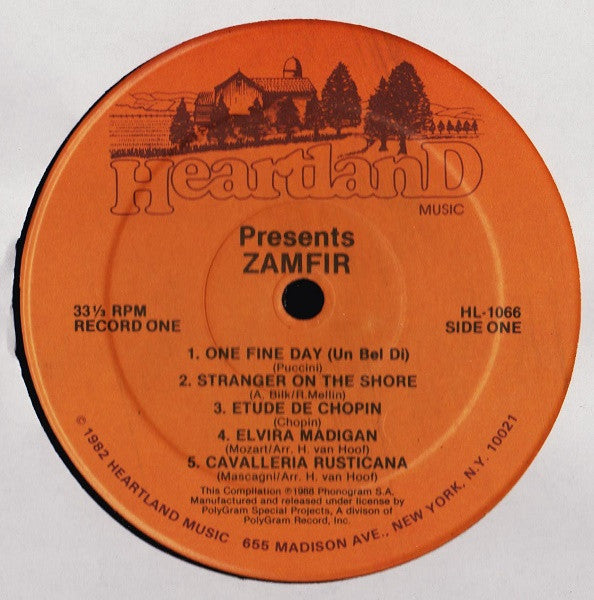 HeartlanD
MUSIC
Presents
ZAMFIR
33⅓ RPM
RECORD ONE
HL-1066
SIDE ONE
1. ONE FINE DAY (Un Bel Di)
(Puccini)
2. STRANGER ON THE SHORE
(A. Bilk/R.Mellin)
3. ETUDE DE CHOPIN
(Chopin)
4. ELVIRA MADIGAN
(Mozart/Arr. H. van Hoof)
5. CAVALLERIA RUSTICANA
(Mascagni/Arr. H. van Hoof)
This Compilation ℗1988 Phonogram S.A.
Manufactured and released under license by
PolyGram Special Projects, A divison of
PolyGram Record, Inc.
© 1982 HEARTLAND MUSIC 655 MADISON AVE., NEW YORK, N.Y. 10021